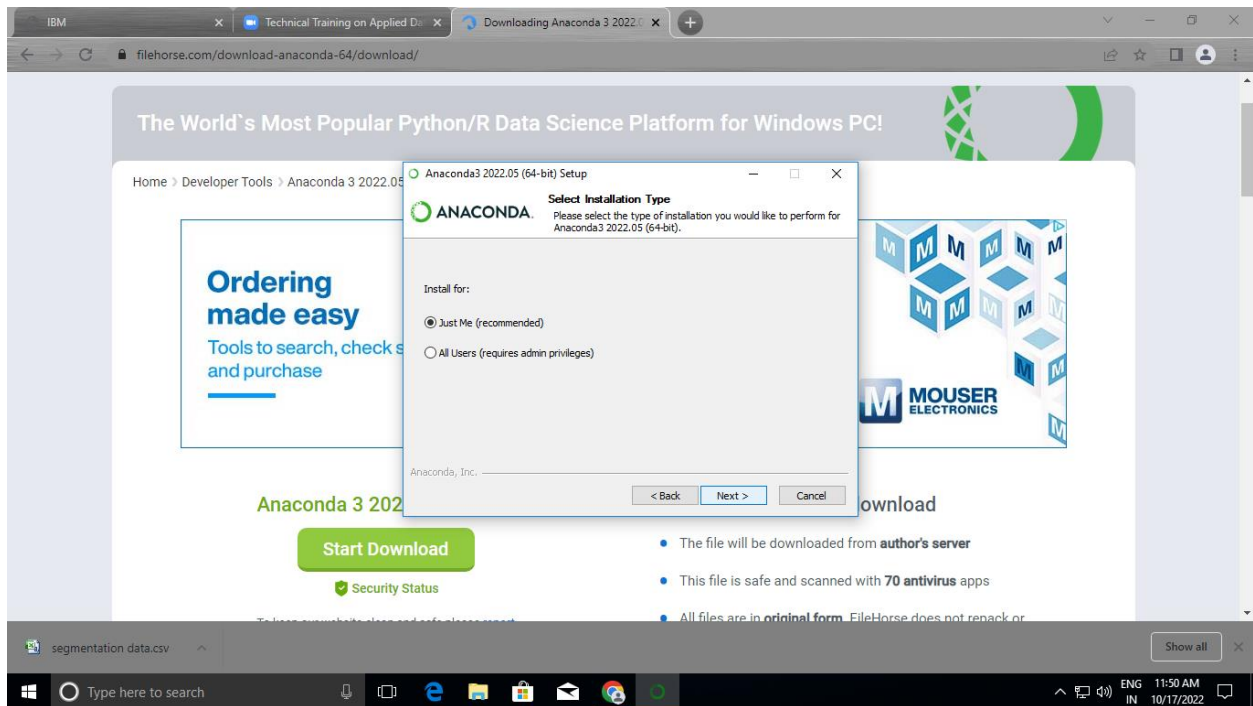 IBM
Technical Training on Applied Da
Downloading Anaconda 3 2022.0
filehorse.com/download-anaconda-64/download/
The World`s Most Popular Python/R Data Science Platform for Windows PC!
Home > Developer Tools > Anaconda 3 2022.05
Anaconda3 2022.05 (64-bit) Setup
ANACONDA.
Select Installation Type
Please select the type of installation you would like to perform for
Anaconda3 2022.05 (64-bit).
Install for:
Just Me (recommended)
All Users (requires admin privileges)
Anaconda, Inc.
< Back
Next >
Cancel
Ordering
made easy
Tools to search, check s
and purchase
MOUSER
ELECTRONICS
Anaconda 3 202
Start Download
Security Status
ownload
The file will be downloaded from author's server
This file is safe and scanned with 70 antivirus apps
All files are in original form. FileHorse does not repack or
segmentation data.csv
Show all
Type here to search
ENG
IN
11:50 AM
10/17/2022